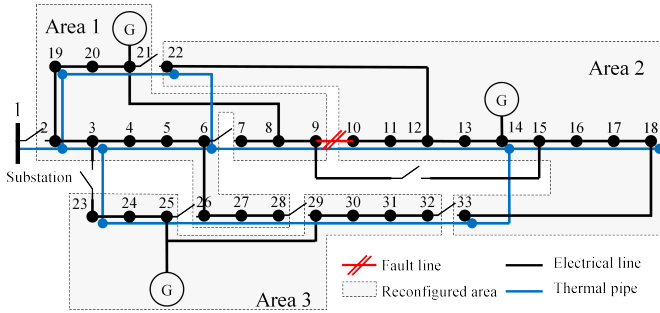 Area 1
G
19 20 21 22
Area 2
G
1
2 3 4 5 6 7 8 9 10 11 12 13 14 15 16 17 18
Substation
23 24 25 26 27 28 29 30 31 32 33
G
Area 3
Fault line
Electrical line
Reconfigured area
Thermal pipe